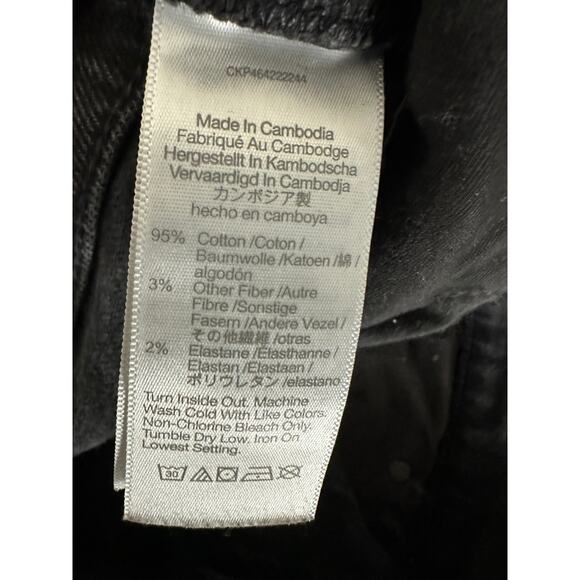 CKP464222244
Made In Cambodia
Fabriqué Au Cambodge
Hergestellt In Kambodscha
Vervaardigd In Cambodja
カンボジア製
hecho en camboya
95% Cotton /Coton /
Baumwolle /Katoen /綿 /
algodón
3% Other Fiber /Autre
Fibre /Sonstige
Fasern /Andere Vezel /
その他繊維 /otras
2% Elastane /Élasthanne /
Elastan /Elastaan /
ポリウレタン /elastano
Turn Inside Out. Machine
Wash Cold With Like Colors.
Non-Chlorine Bleach Only.
Tumble Dry Low. Iron On
Lowest Setting.
30